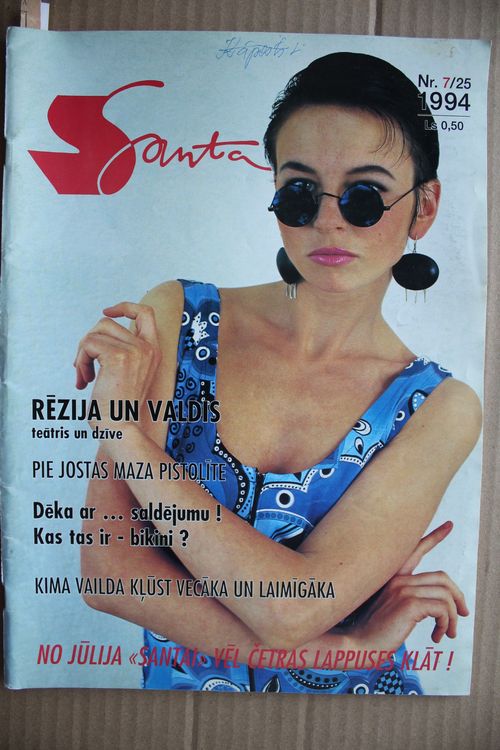 Nr. 7/25
1994
Ls 0,50
Santa
RĒZIJA UN VALDIS
teātris un dzīve
PIE JOSTAS MAZA PISTOLĪTE
Dēka ar ... saldējumu !
Kas tas ir - bikini ?
KIMA VAILDA KĻŪST VECĀKA UN LAIMĪGĀKA
NO JŪLIJA «SANTAI» VĒL ČETRAS LAPPUSES KLĀT !